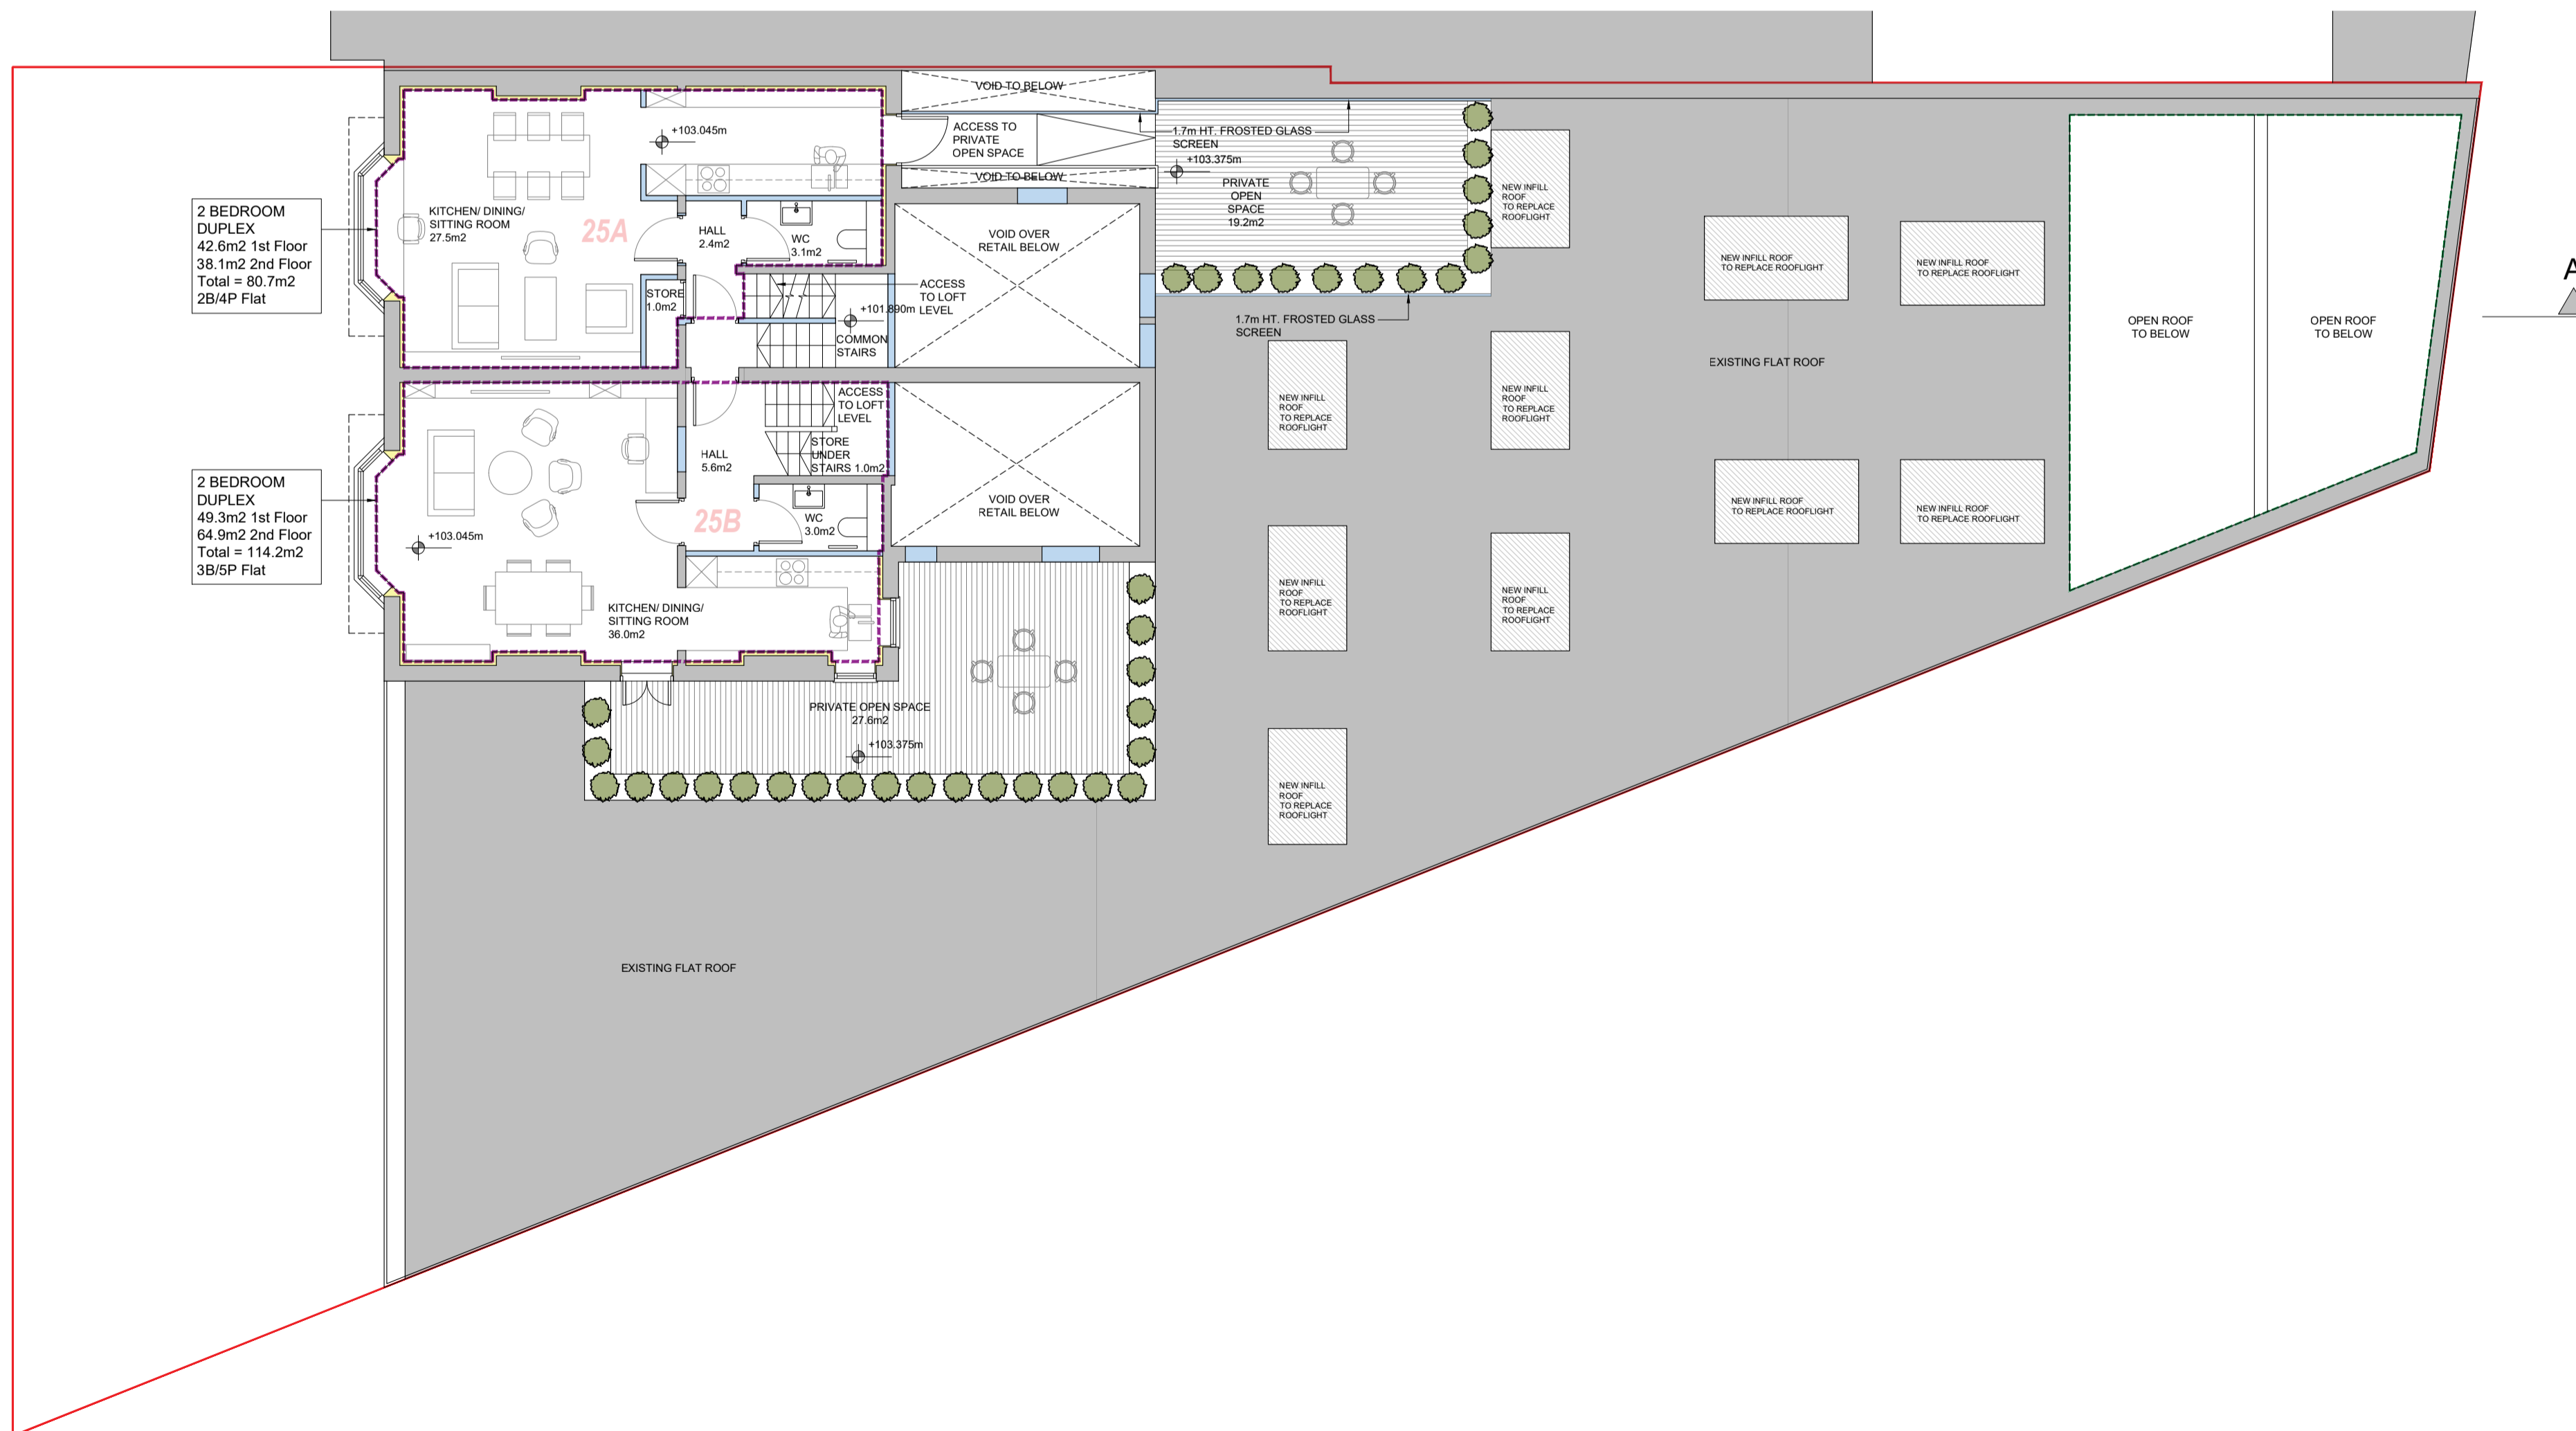 VOID TO BELOW
ACCESS TO
PRIVATE
OPEN SPACE
1.7m HT. FROSTED GLASS
SCREEN
+103.375m
VOID TO BELOW
PRIVATE
OPEN
SPACE
19.2m2
NEW INFILL
ROOF
TO REPLACE
ROOFLIGHT
+103.045m
2 BEDROOM
DUPLEX
42.6m2 1st Floor
38.1m2 2nd Floor
Total = 80.7m2
2B/4P Flat
KITCHEN/ DINING/
SITTING ROOM
27.5m2
25A
HALL
2.4m2
WC
3.1m2
VOID OVER
RETAIL BELOW
STORE
1.0m2
ACCESS
TO LOFT
LEVEL
+101.890m
COMMON
STAIRS
1.7m HT. FROSTED GLASS
SCREEN
NEW INFILL ROOF
TO REPLACE ROOFLIGHT
NEW INFILL ROOF
TO REPLACE ROOFLIGHT
OPEN ROOF
TO BELOW
OPEN ROOF
TO BELOW
A
EXISTING FLAT ROOF
NEW INFILL
ROOF
TO REPLACE
ROOFLIGHT
NEW INFILL
ROOF
TO REPLACE
ROOFLIGHT
ACCESS
TO LOFT
LEVEL
STORE
UNDER
STAIRS 1.0m2
HALL
5.6m2
2 BEDROOM
DUPLEX
49.3m2 1st Floor
64.9m2 2nd Floor
Total = 114.2m2
3B/5P Flat
25B
WC
3.0m2
VOID OVER
RETAIL BELOW
+103.045m
NEW INFILL ROOF
TO REPLACE ROOFLIGHT
NEW INFILL ROOF
TO REPLACE ROOFLIGHT
KITCHEN/ DINING/
SITTING ROOM
36.0m2
NEW INFILL
ROOF
TO REPLACE
ROOFLIGHT
NEW INFILL
ROOF
TO REPLACE
ROOFLIGHT
PRIVATE OPEN SPACE
27.6m2
+103.375m
NEW INFILL
ROOF
TO REPLACE
ROOFLIGHT
EXISTING FLAT ROOF